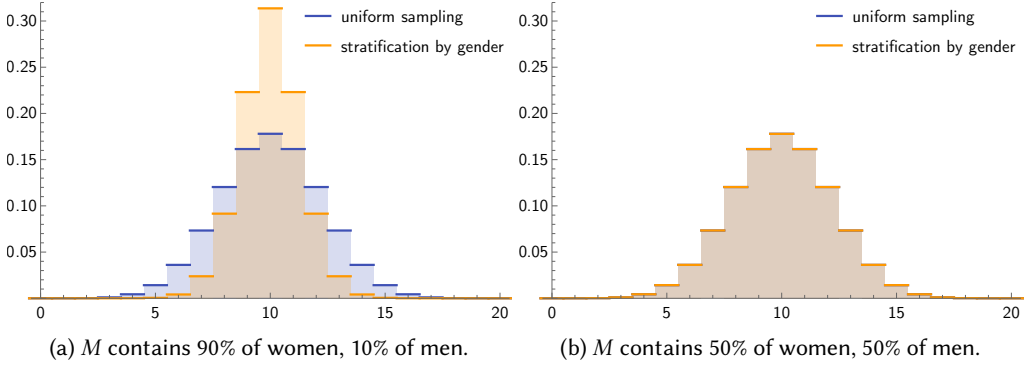 0.30
0.25
0.20
0.15
0.10
0.05
0 5 10 15 20
uniform sampling
stratification by gender
(a) M contains 90% of women, 10% of men.
0.30
0.25
0.20
0.15
0.10
0.05
0 5 10 15 20
uniform sampling
stratification by gender
(b) M contains 50% of women, 50% of men.